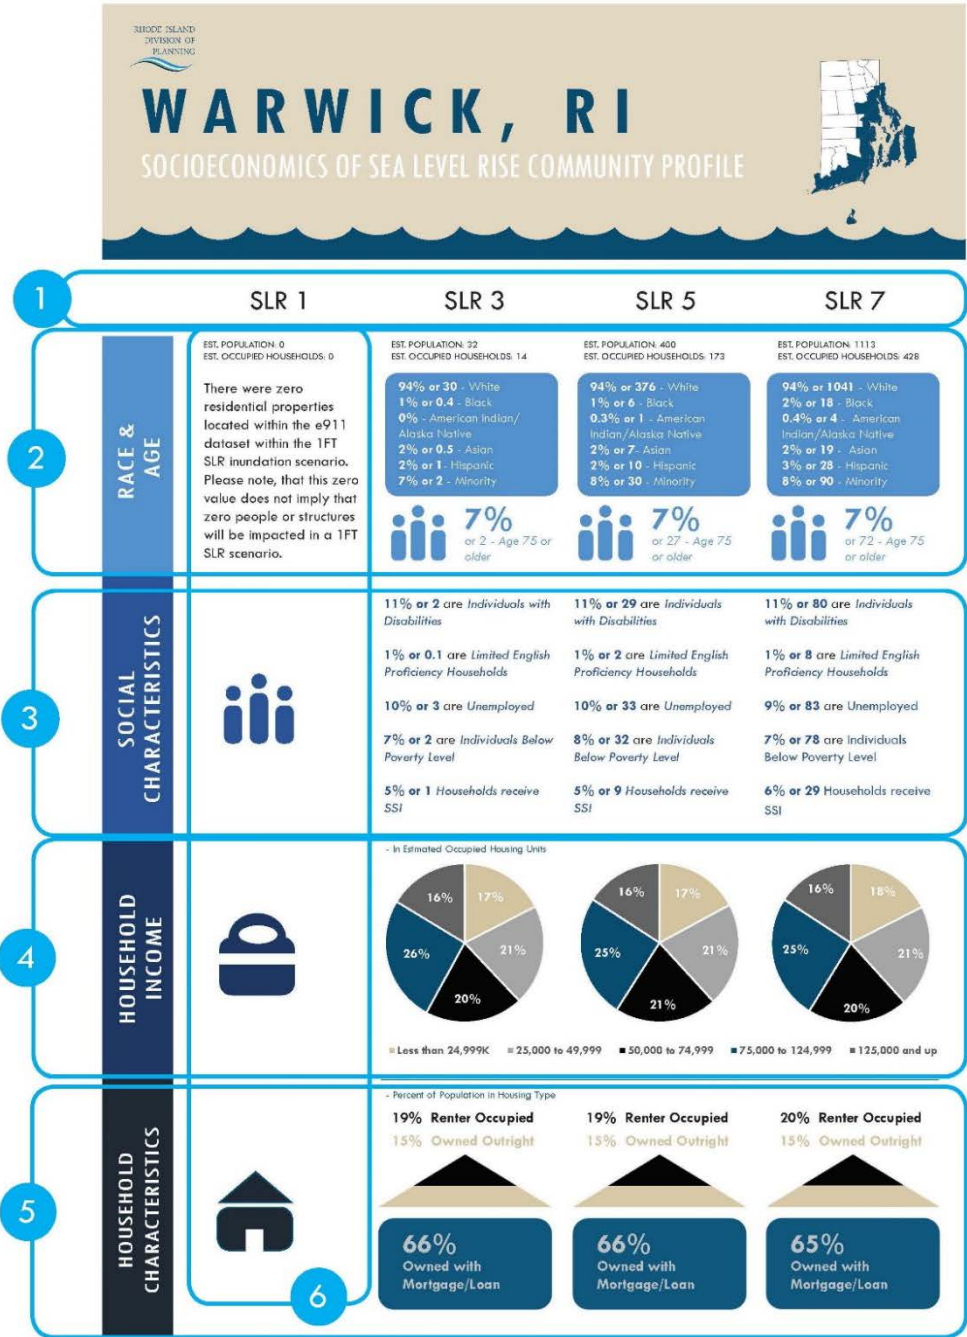 RHODE ISLAND
DIVISION OF
PLANNING
WARWICK, RI
SOCIOECONOMICS OF SEA LEVEL RISE COMMUNITY PROFILE
1
SLR 1
SLR 3
SLR 5
SLR 7
2
RACE &
AGE
EST. POPULATION: 0
EST. OCCUPIED HOUSEHOLDS: 0
There were zero
residential properties
located within the e911
dataset within the 1FT
SLR inundation scenario.
Please note, that this zero
value does not imply that
zero people or structures
will be impacted in a 1FT
SLR scenario.
EST. POPULATION: 32
EST. OCCUPIED HOUSEHOLDS: 14
94% or 30 - White
1% or 0.4 - Black
0% - American Indian/
Alaska Native
2% or 0.5 - Asian
2% or 1- Hispanic
7% or 2 - Minority
7%
or 2 - Age 75 or
older
EST. POPULATION: 400
EST. OCCUPIED HOUSEHOLDS: 173
94% or 376 - White
1% or 6 - Black
0.3% or 1 - American
Indian/Alaska Native
2% or 7- Asian
2% or 10 - Hispanic
8% or 30 - Minority
7%
or 27 - Age 75
or older
EST. POPULATION: 1113
EST. OCCUPIED HOUSEHOLDS: 428
94% or 1041 - White
2% or 18 - Black
0.4% or 4 - American
Indian/Alaska Native
2% or 19 - Asian
3% or 28 - Hispanic
8% or 90 - Minority
7%
or 72 - Age 75
or older
3
SOCIAL
CHARACTERISTICS
11% or 2 are Individuals with
Disabilities
1% or 0.1 are Limited English
Proficiency Households
10% or 3 are Unemployed
7% or 2 are Individuals Below
Poverty Level
5% or 1 Households receive
SSI
11% or 29 are Individuals
with Disabilities
1% or 2 are Limited English
Proficiency Households
10% or 33 are Unemployed
8% or 32 are Individuals
Below Poverty Level
5% or 9 Households receive
SSI
11% or 80 are Individuals
with Disabilities
1% or 8 are Limited English
Proficiency Households
9% or 83 are Unemployed
7% or 78 are Individuals
Below Poverty Level
6% or 29 Households receive
SSI
4
HOUSEHOLD
INCOME
- In Estimated Occupied Housing Units
16%
17%
26%
21%
20%
16%
17%
25%
21%
21%
16%
18%
25%
21%
20%
Less than 24,999K
25,000 to 49,999
50,000 to 74,999
75,000 to 124,999
125,000 and up
5
HOUSEHOLD
CHARACTERISTICS
- Percent of Population in Housing Type
19% Renter Occupied
15% Owned Outright
66%
Owned with
Mortgage/Loan
19% Renter Occupied
15% Owned Outright
66%
Owned with
Mortgage/Loan
20% Renter Occupied
15% Owned Outright
65%
Owned with
Mortgage/Loan
6